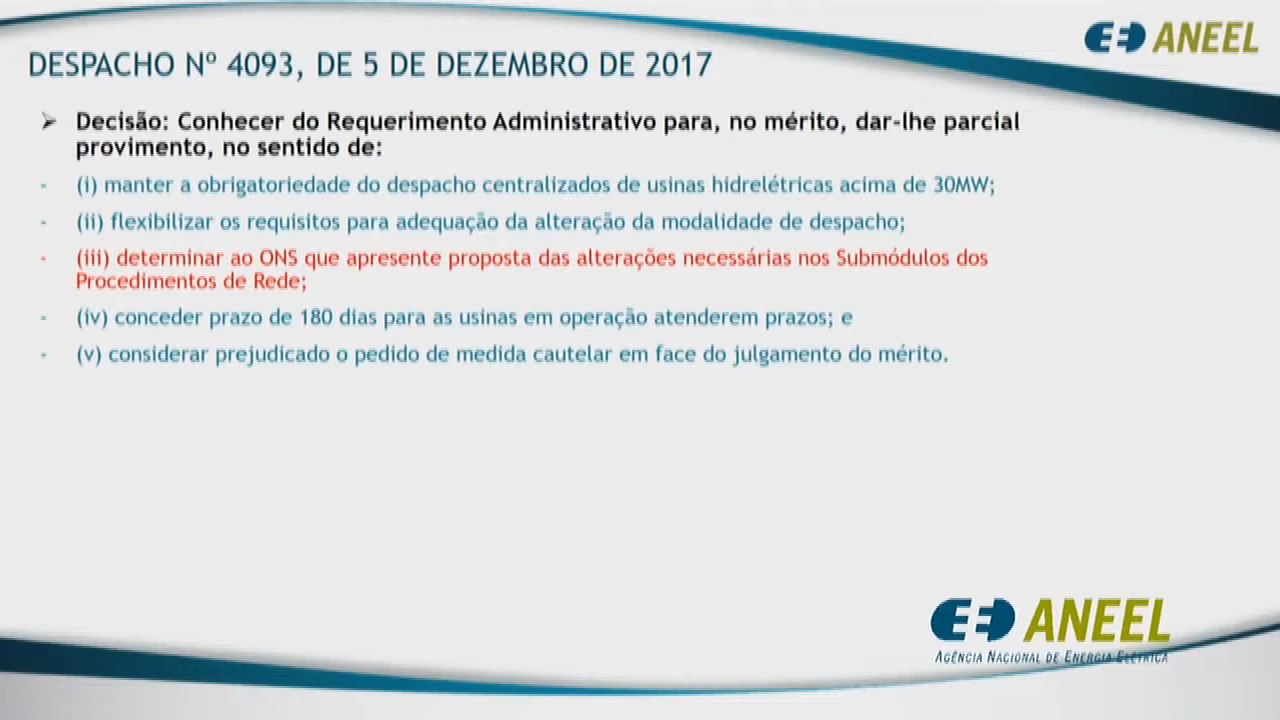 ANEEL
DESPACHO Nº 4093, DE 5 DE DEZEMBRO DE 2017
➢ Decisão: Conhecer do Requerimento Administrativo para, no mérito, dar-lhe parcial
provimento, no sentido de:
- (i) manter a obrigatoriedade do despacho centralizados de usinas hidrelétricas acima de 30MW;
- (ii) flexibilizar os requisitos para adequação da alteração da modalidade de despacho;
- (iii) determinar ao ONS que apresente proposta das alterações necessárias nos Submódulos dos
Procedimentos de Rede;
- (iv) conceder prazo de 180 dias para as usinas em operação atenderem prazos; e
- (v) considerar prejudicado o pedido de medida cautelar em face do julgamento do mérito.
ANEEL
AGÊNCIA NACIONAL DE ENERGIA ELÉTRICA